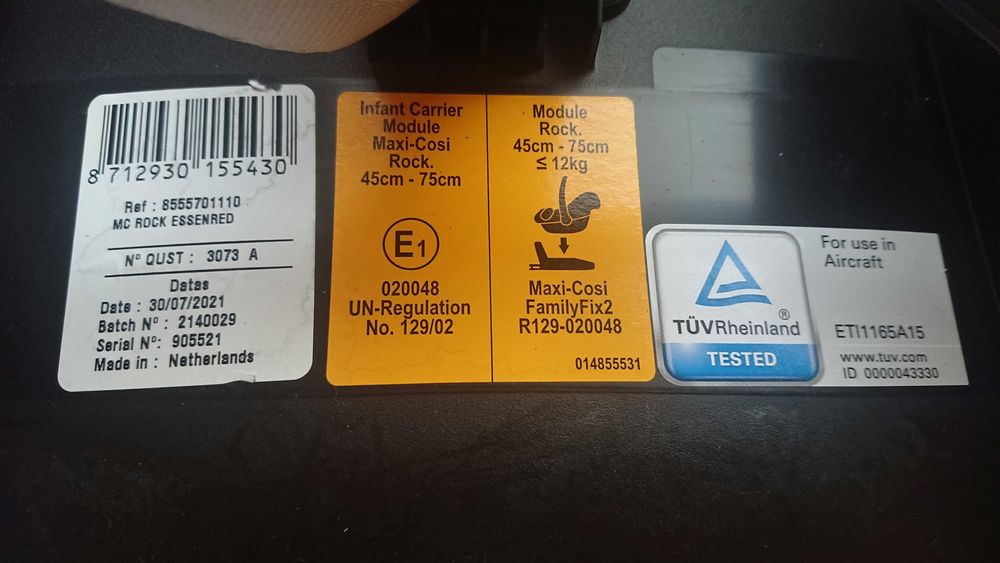 8 712930 155430
Ref : 8555701110
MC ROCK ESSENRED
Nº QUST : 3073 A
Datas
Date : 30/07/2021
Batch Nº : 2140029
Serial Nº: 905521
Made in : Netherlands
Infant Carrier
Module
Maxi-Cosi
Rock.
45cm - 75cm
E1
020048
UN-Regulation
No. 129/02
Module
Rock.
45cm - 75cm
≤ 12kg
Maxi-Cosi
FamilyFix2
R129-020048
014855531
TÜVRheinland®
TESTED
For use in
Aircraft
ETI1165A15
www.tuv.com
ID 0000043330